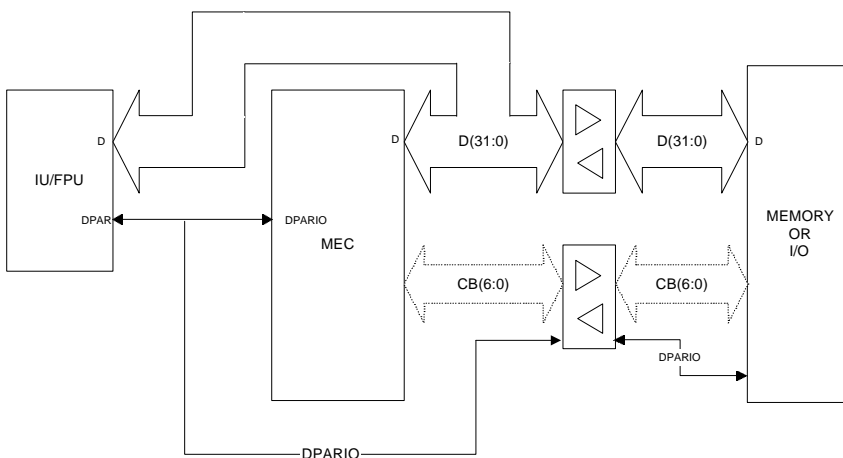 D
IU/FPU
DPAR
DPARIO
MEC
D
D(31:0)
D(31:0)
D
CB(6:0)
CB(6:0)
MEMORY
OR
I/O
DPARIO
DPARIO